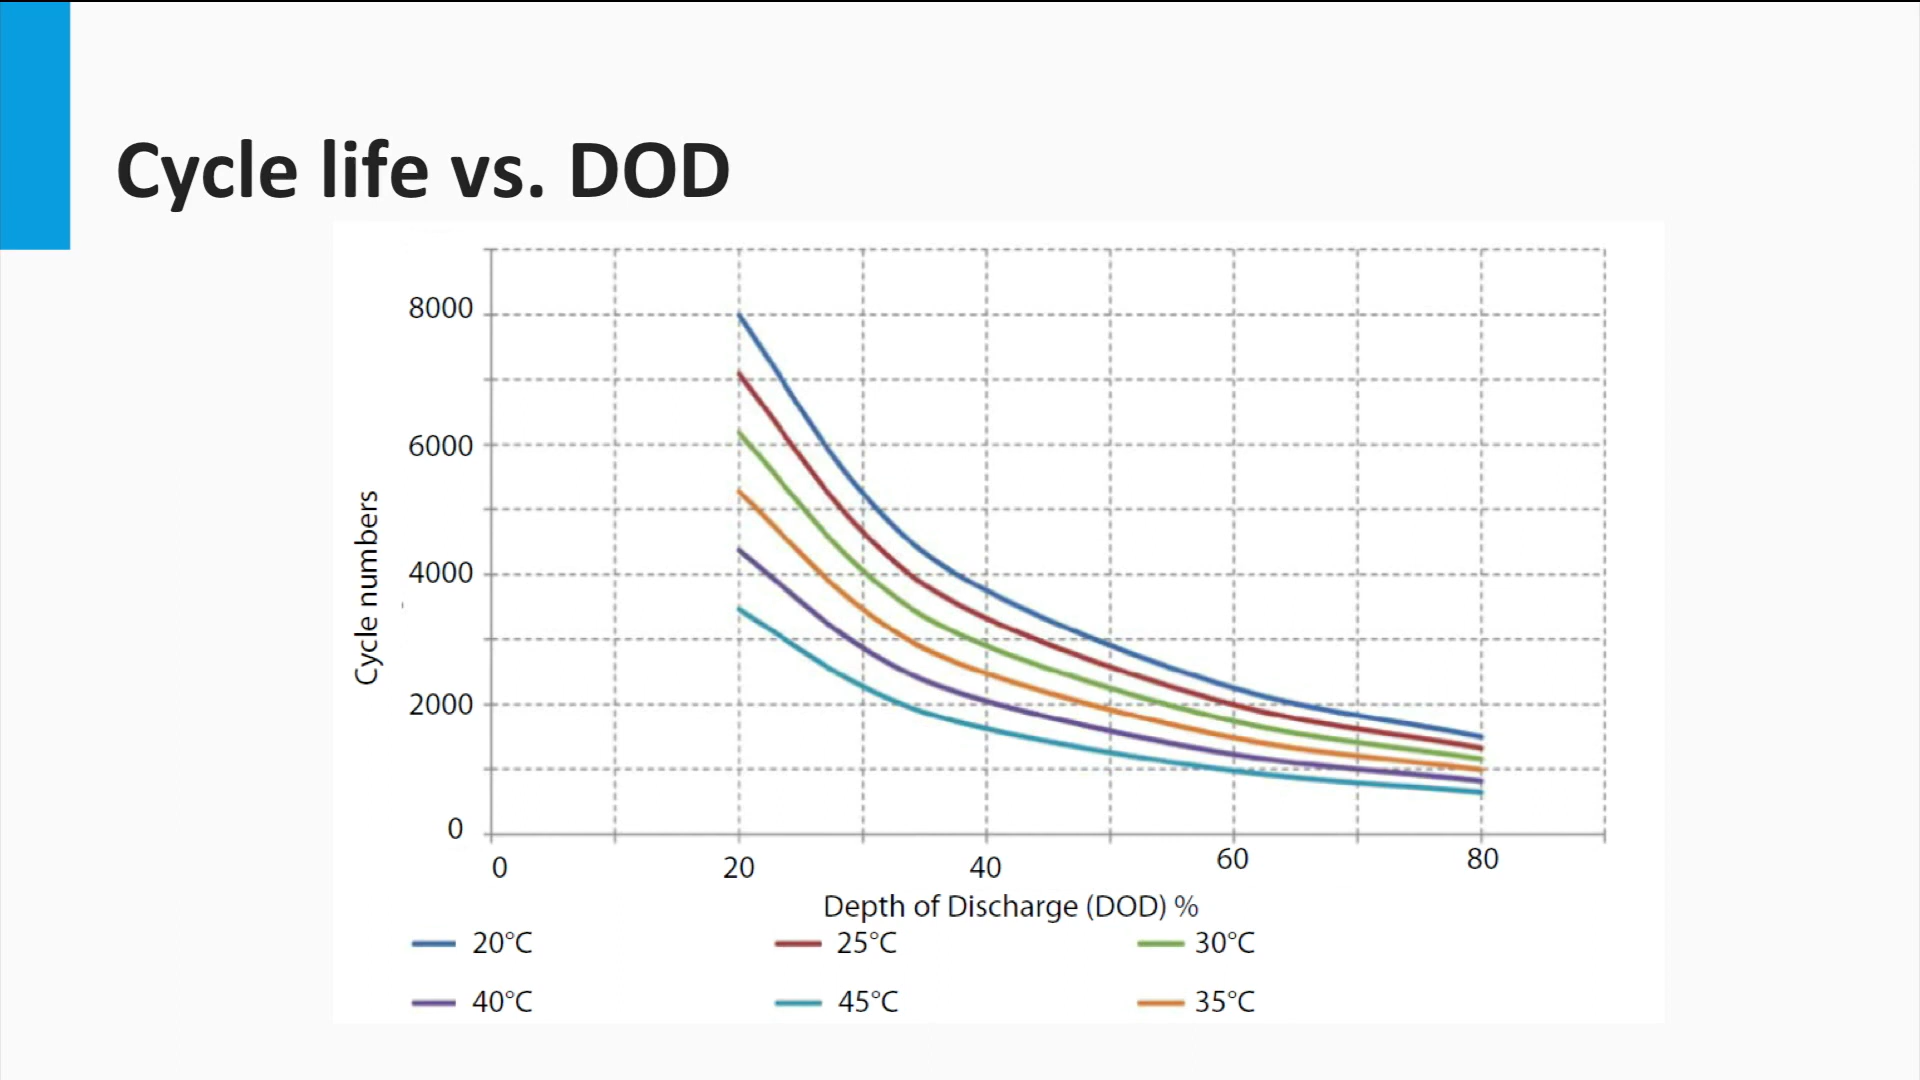 Cycle life vs. DOD
8000
6000
4000
2000
0
Cycle numbers
0 20 40 60 80
Depth of Discharge (DOD) %
20°C 25°C 30°C
40°C 45°C 35°C